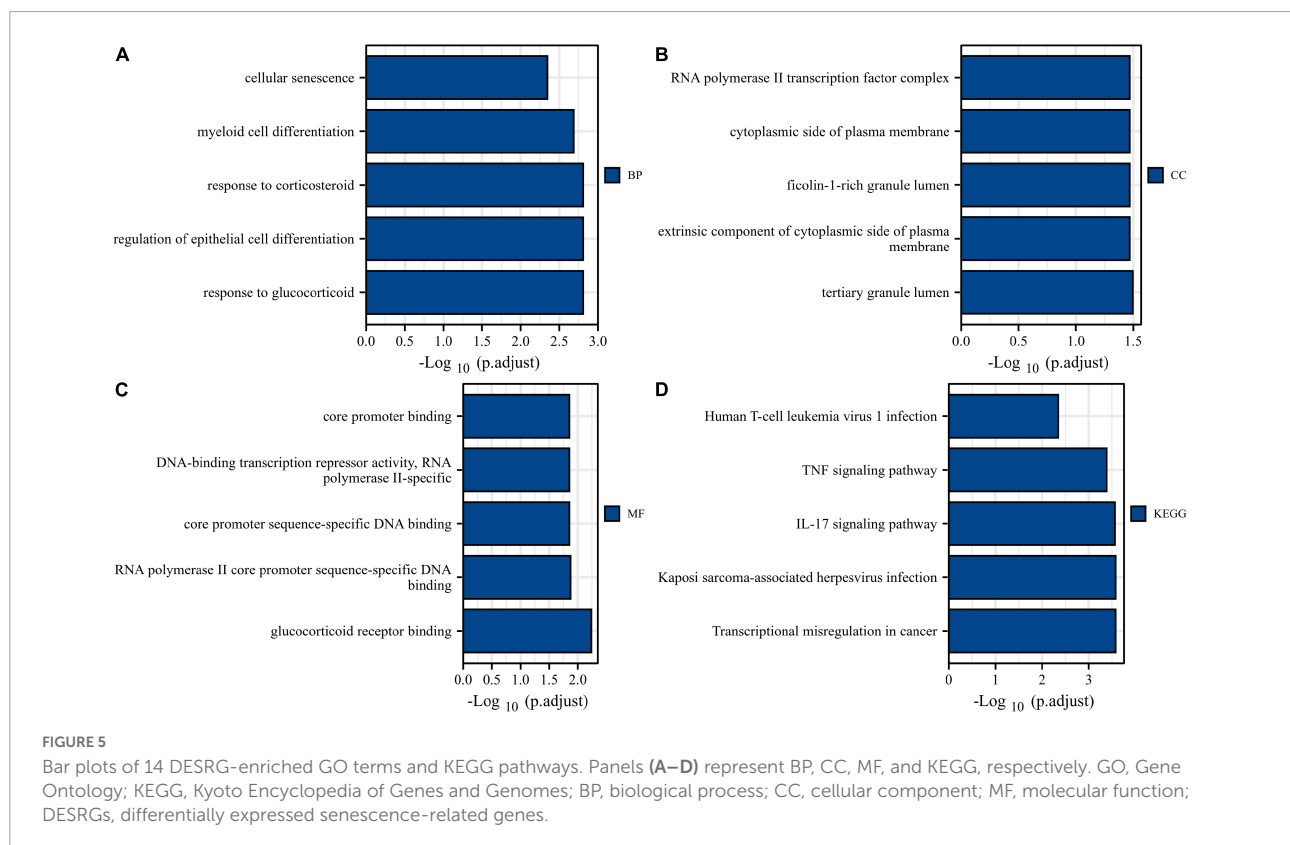 A
cellular senescence
myeloid cell differentiation
response to corticosteroid
regulation of epithelial cell differentiation
response to glucocorticoid
BP
0.0 0.5 1.0 1.5 2.0 2.5 3.0
-Log 10 (p.adjust)
B
RNA polymerase II transcription factor complex
cytoplasmic side of plasma membrane
ficolin-1-rich granule lumen
extrinsic component of cytoplasmic side of plasma
membrane
tertiary granule lumen
CC
0.0 0.5 1.0 1.5
-Log 10 (p.adjust)
C
core promoter binding
DNA-binding transcription repressor activity, RNA
polymerase II-specific
core promoter sequence-specific DNA binding
RNA polymerase II core promoter sequence-specific DNA
binding
glucocorticoid receptor binding
MF
0.0 0.5 1.0 1.5 2.0
-Log 10 (p.adjust)
D
Human T-cell leukemia virus 1 infection
TNF signaling pathway
IL-17 signaling pathway
Kaposi sarcoma-associated herpesvirus infection
Transcriptional misregulation in cancer
KEGG
0 1 2 3
-Log 10 (p.adjust)
FIGURE 5
Bar plots of 14 DESRG-enriched GO terms and KEGG pathways. Panels (A–D) represent BP, CC, MF, and KEGG, respectively. GO, Gene
Ontology; KEGG, Kyoto Encyclopedia of Genes and Genomes; BP, biological process; CC, cellular component; MF, molecular function;
DESRGs, differentially expressed senescence-related genes.